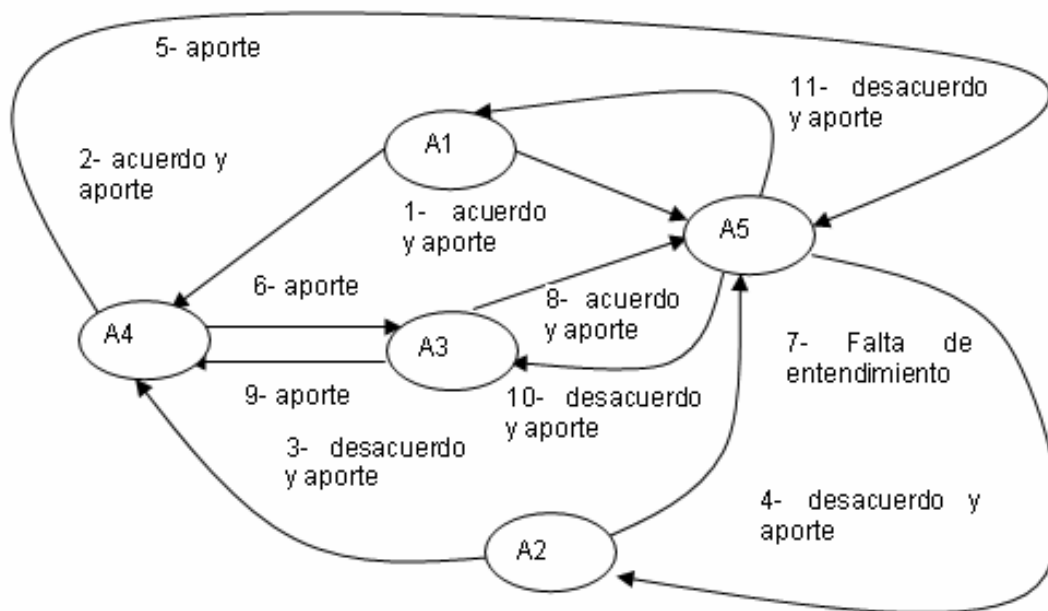 5- aporte
11- desacuerdo
y aporte
A1
2- acuerdo y
aporte
1- acuerdo
y aporte
A5
6- aporte
8- acuerdo
y aporte
A4
A3
7- Falta de
entendimiento
9- aporte
10- desacuerdo
y aporte
3- desacuerdo
y aporte
4- desacuerdo y
aporte
A2